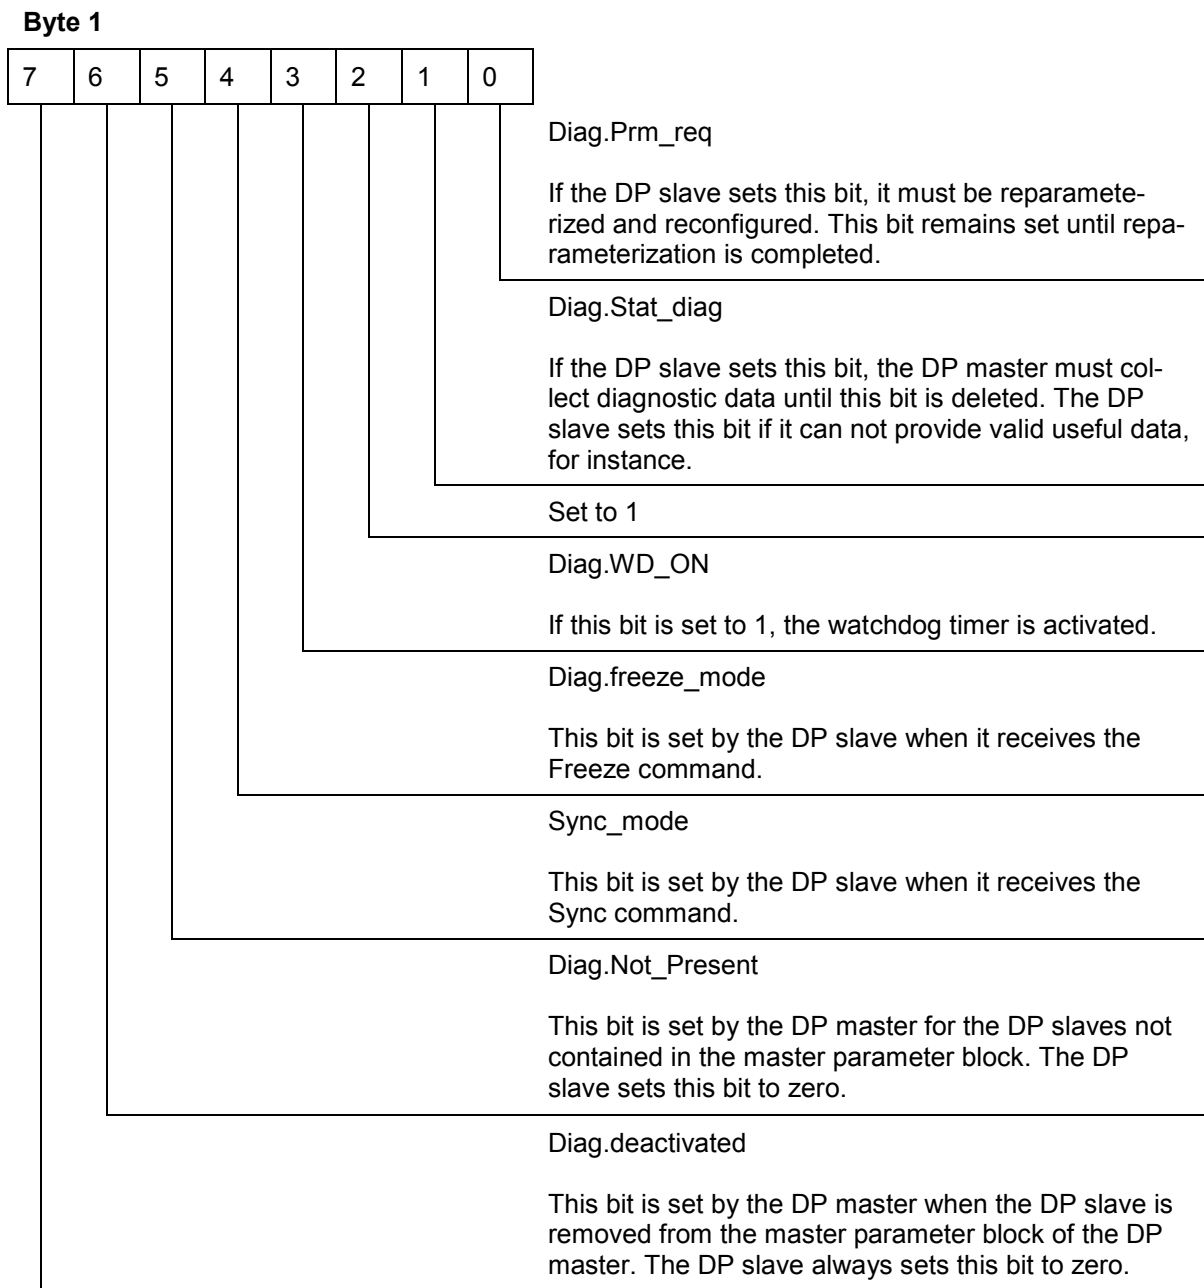 Byte 1
7 6 5 4 3 2 1 0
Diag.Prm_req
If the DP slave sets this bit, it must be reparamete-
rized and reconfigured. This bit remains set until repa-
rameterization is completed.
Diag.Stat_diag
If the DP slave sets this bit, the DP master must col-
lect diagnostic data until this bit is deleted. The DP
slave sets this bit if it can not provide valid useful data,
for instance.
Set to 1
Diag.WD_ON
If this bit is set to 1, the watchdog timer is activated.
Diag.freeze_mode
This bit is set by the DP slave when it receives the
Freeze command.
Sync_mode
This bit is set by the DP slave when it receives the
Sync command.
Diag.Not_Present
This bit is set by the DP master for the DP slaves not
contained in the master parameter block. The DP
slave sets this bit to zero.
Diag.deactivated
This bit is set by the DP master when the DP slave is
removed from the master parameter block of the DP
master. The DP slave always sets this bit to zero.